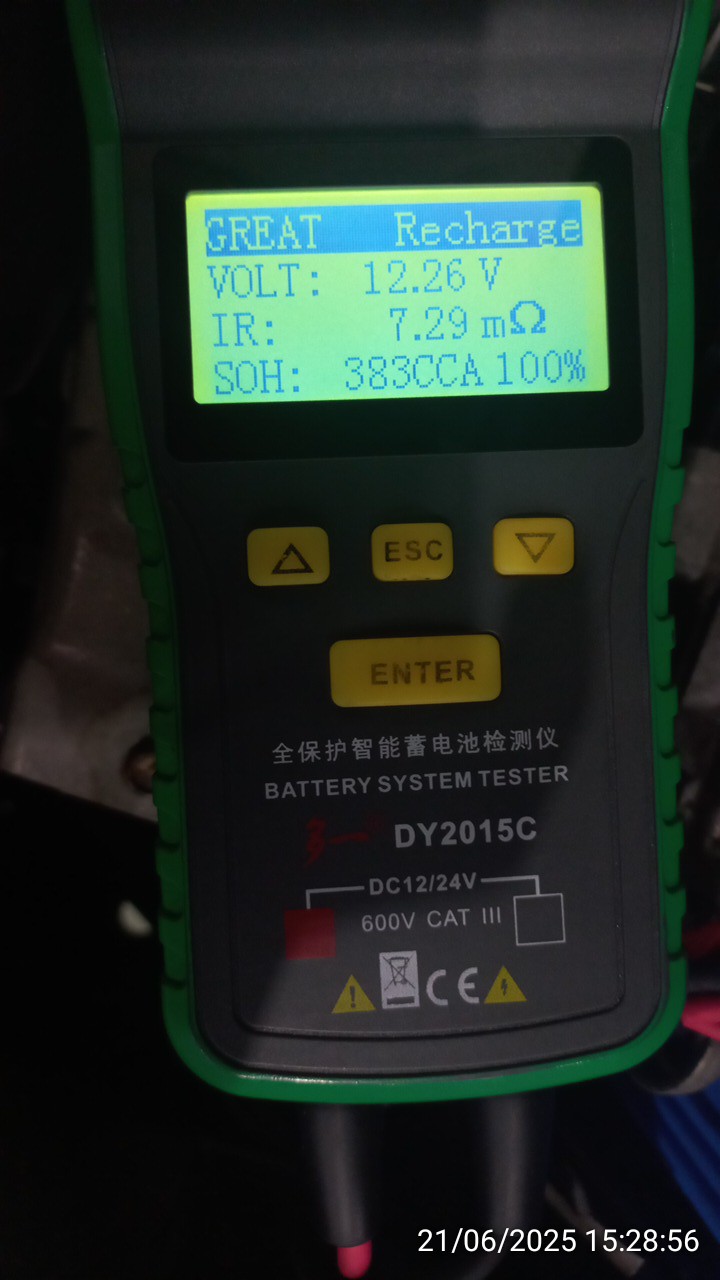 GREAT Recharge
VOLT: 12.26 V
IR: 7.29 mΩ
SOH: 383CCA 100%
ESC
ENTER
全保护智能蓄电池检测仪
BATTERY SYSTEM TESTER
多一® DY2015C
DC12/24V
600V CAT III
CE
21/06/2025 15:28:56